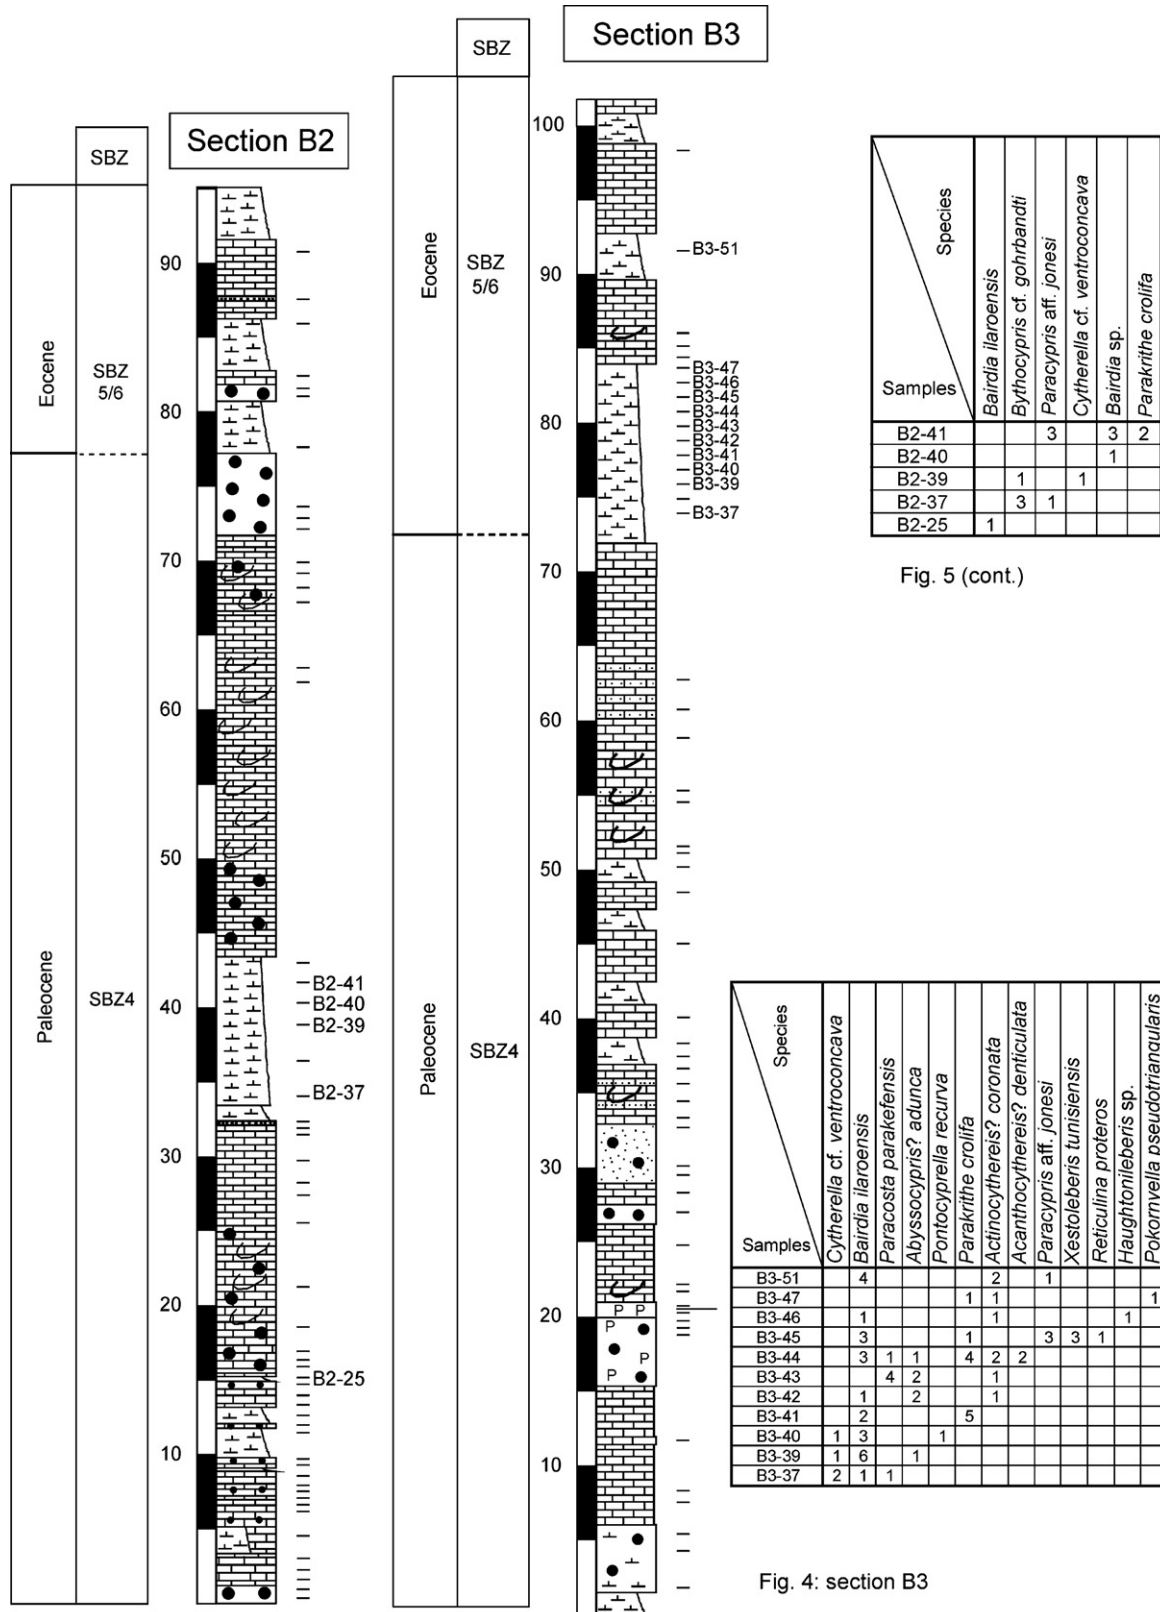 Section B2
SBZ
Eocene
SBZ
5/6
Paleocene
SBZ4
90
80
70
60
50
40
30
20
10
B2-41
B2-40
B2-39
B2-37
B2-25
Section B3
SBZ
Eocene
SBZ
5/6
Paleocene
SBZ4
100
90
80
70
60
50
40
30
20
10
P P
P
P
P
B3-51
B3-47
B3-46
B3-45
B3-44
B3-43
B3-42
B3-41
B3-40
B3-39
B3-37
Species
Samples
Bairdia ilaroensis
Bythocypris cf. gohrbandti
Paracypris aff. jonesi
Cytherella cf. ventroconcava
Bairdia sp.
Parakrithe crolifa
B2-41 3 3 2
B2-40 1
B2-39 1 1
B2-37 3 1
B2-25 1
Fig. 5 (cont.)
Species
Samples
Cytherella cf. ventroconcava
Bairdia ilaroensis
Paracosta parakefensis
Abyssocypris? adunca
Pontocyprella recurva
Parakrithe crolifa
Actinocythereis? coronata
Acanthocythereis? denticulata
Paracypris aff. jonesi
Xestoleberis tunisiensis
Reticulina proteros
Haughtonileberis sp.
Pokornyella pseudotriangularis
B3-51 4 2 1
B3-47 1 1 1
B3-46 1 1 1
B3-45 3 1 3 3 1
B3-44 3 1 1 4 2 2
B3-43 4 2 1
B3-42 1 2 1
B3-41 2 5
B3-40 1 3 1
B3-39 1 6 1
B3-37 2 1 1
Fig. 4: section B3